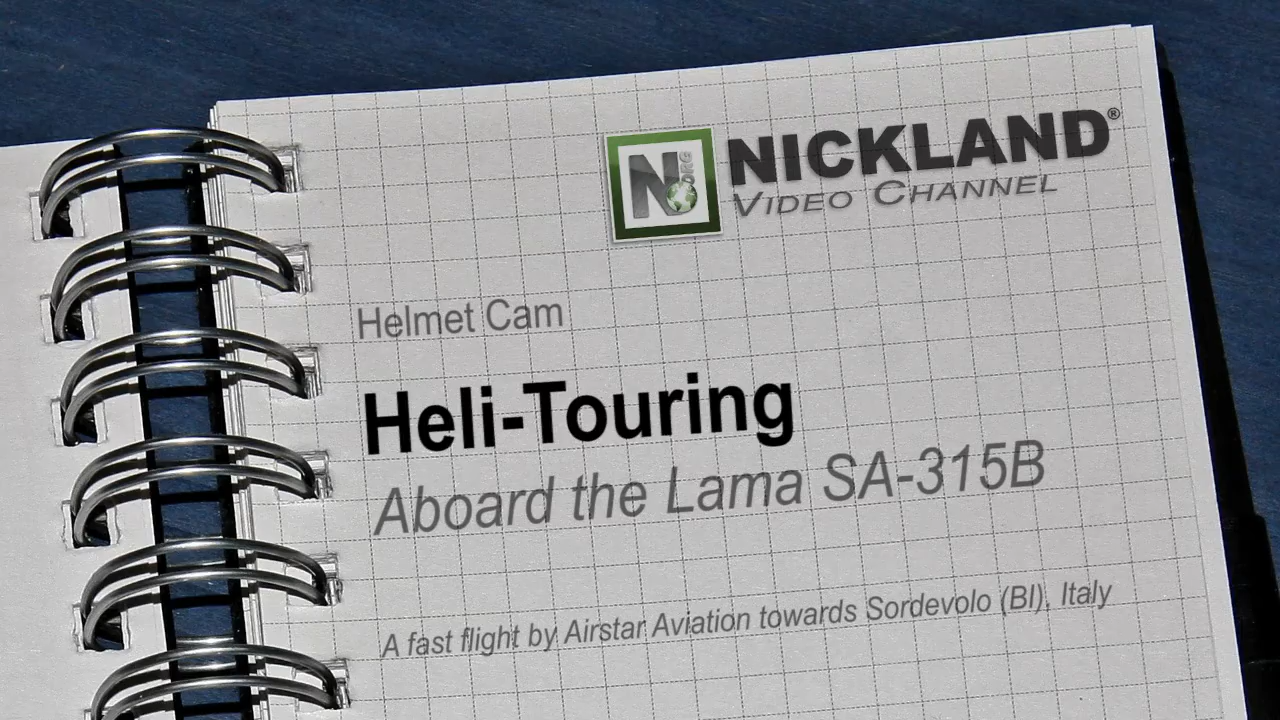 N.ORG
NICKLAND®
VIDEO CHANNEL
Helmet Cam
Heli-Touring
Aboard the Lama SA-315B
A fast flight by Airstar Aviation towards Sordevolo (BI), Italy